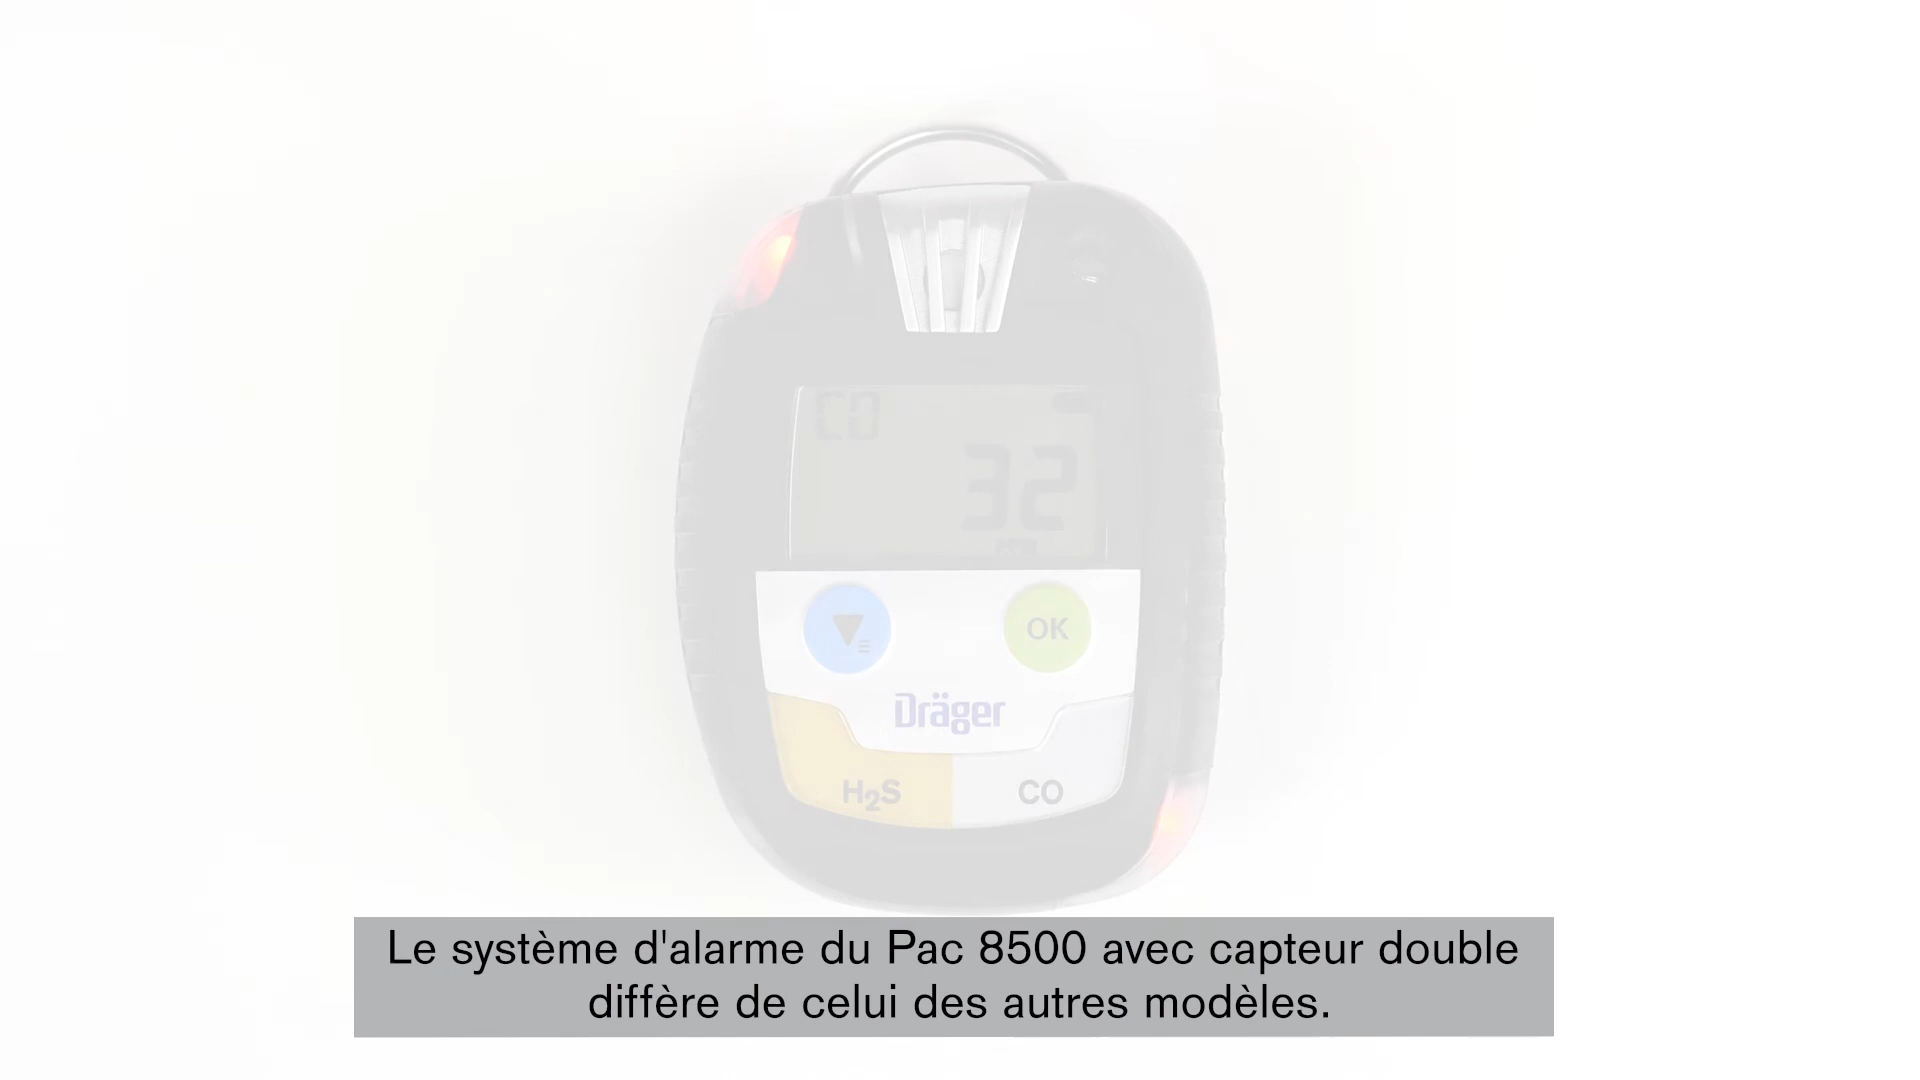 CO
32
OK
Dräger
H₂S CO
Le système d'alarme du Pac 8500 avec capteur double
diffère de celui des autres modèles.